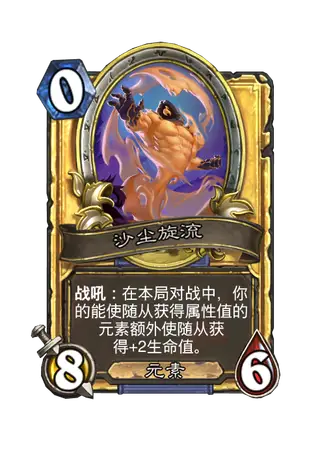 0
沙尘旋流
战吼：在本局对战中，你
的能使随从获得属性值的
元素额外使随从获
得+2生命值。
8
元素
6